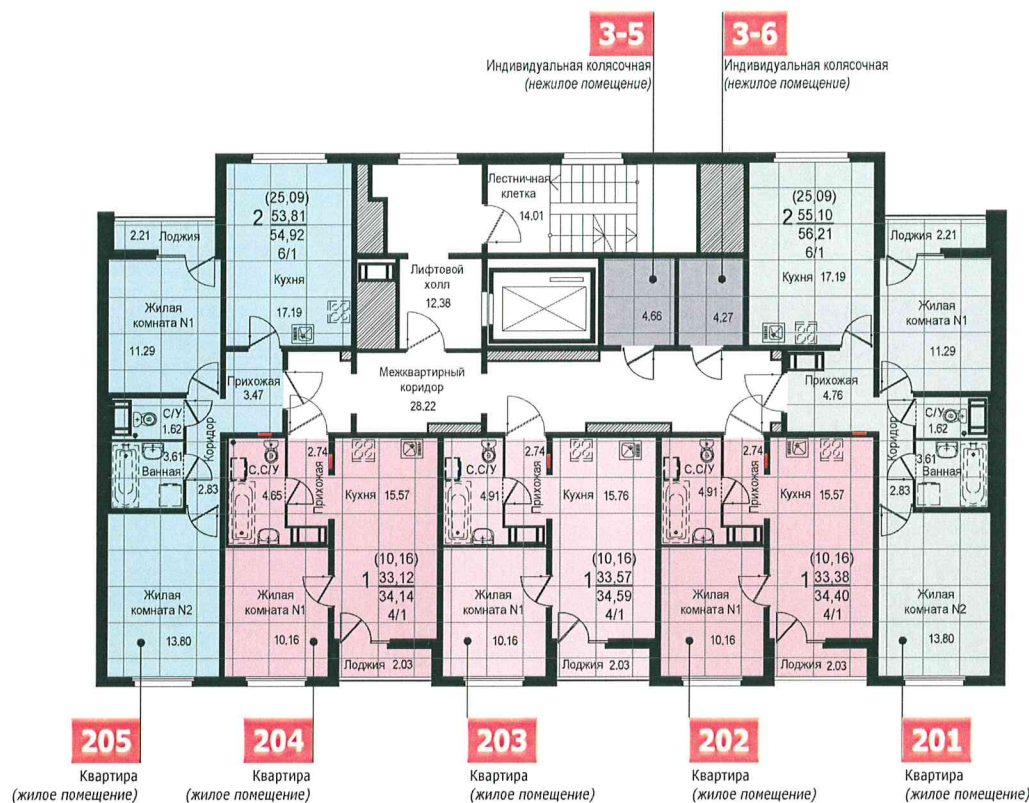 3-5
Индивидуальная колясочная
(нежилое помещение)
3-6
Индивидуальная колясочная
(нежилое помещение)
2.21
Лоджия
(25,09)
2 53,81
54,92
6/1
Кухня
17.19
Жилая
комната N1
11.29
Прихожая
3.47
С/У
1.62
3.61
Ванная
Коридор
2.83
Жилая
комната N2
13.80
Лестничная
клетка
14.01
Лифтовой
холл
12.38
Межквартирный
коридор
28.22
4.66
4.27
(25,09)
2 55,10
56,21
6/1
Кухня 17.19
Лоджия 2.21
Жилая
комната N1
11.29
Прихожая
4.76
С/У
1.62
3.61
Ванная
Коридор
2.83
Жилая
комната N2
13.80
С.С/У
4.65
2.74
Прихожая
Кухня 15.57
(10,16)
1 33,12
34,14
4/1
Жилая
комната N1
10.16
Лоджия 2.03
С.С/У
4.91
2.74
Прихожая
Кухня 15.76
(10,16)
1 33,57
34,59
4/1
Жилая
комната N1
10.16
Лоджия 2.03
С.С/У
4.91
2.74
Прихожая
Кухня 15.57
(10,16)
1 33,38
34,40
4/1
Жилая
комната N1
10.16
Лоджия 2.03
205
Квартира
(жилое помещение)
204
Квартира
(жилое помещение)
203
Квартира
(жилое помещение)
202
Квартира
(жилое помещение)
201
Квартира
(жилое помещение)